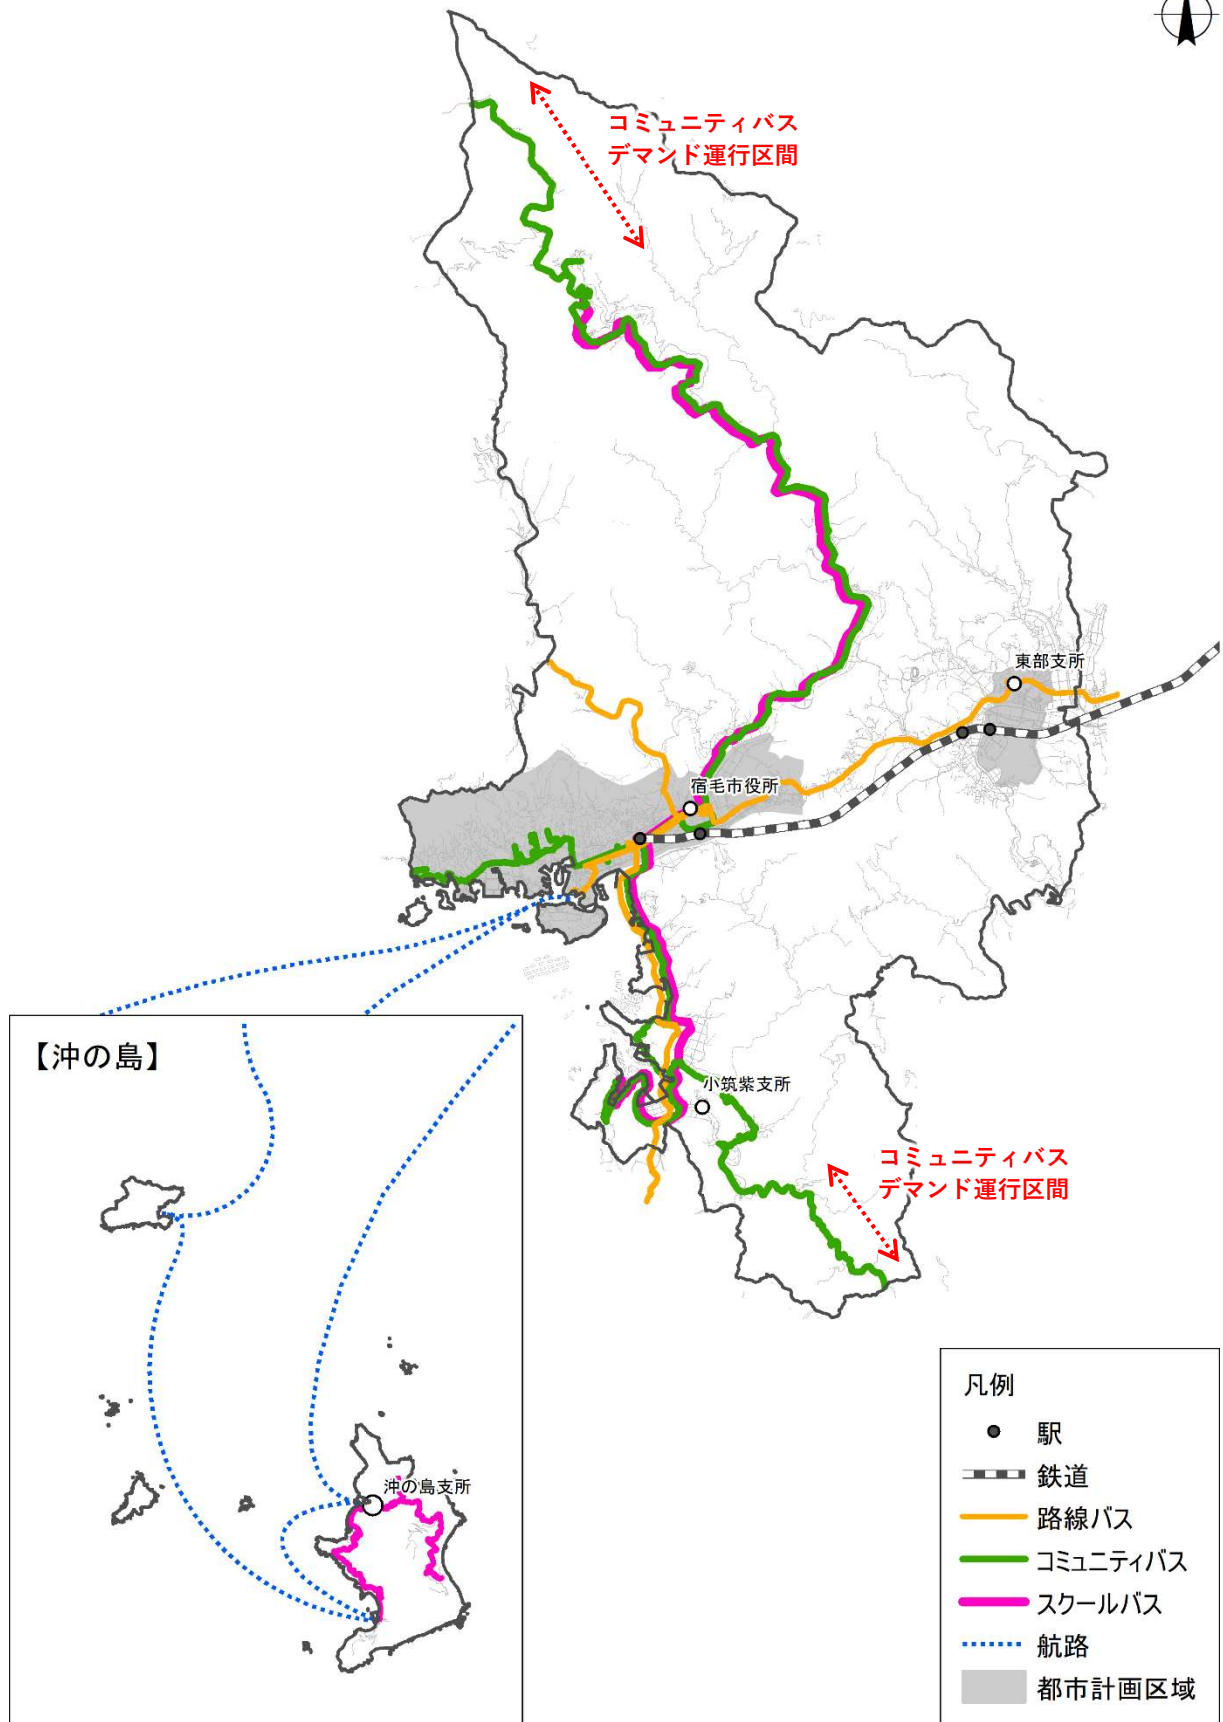 コミュニティバス
デマンド運行区間
東部支所
宿毛市役所
【沖の島】
小筑紫支所
コミュニティバス
デマンド運行区間
沖の島支所
凡例
駅
鉄道
路線バス
コミュニティバス
スクールバス
航路
都市計画区域